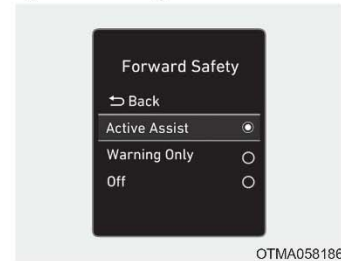 Forward Safety
Back
Active Assist
Warning Only
Off
OTMA058186